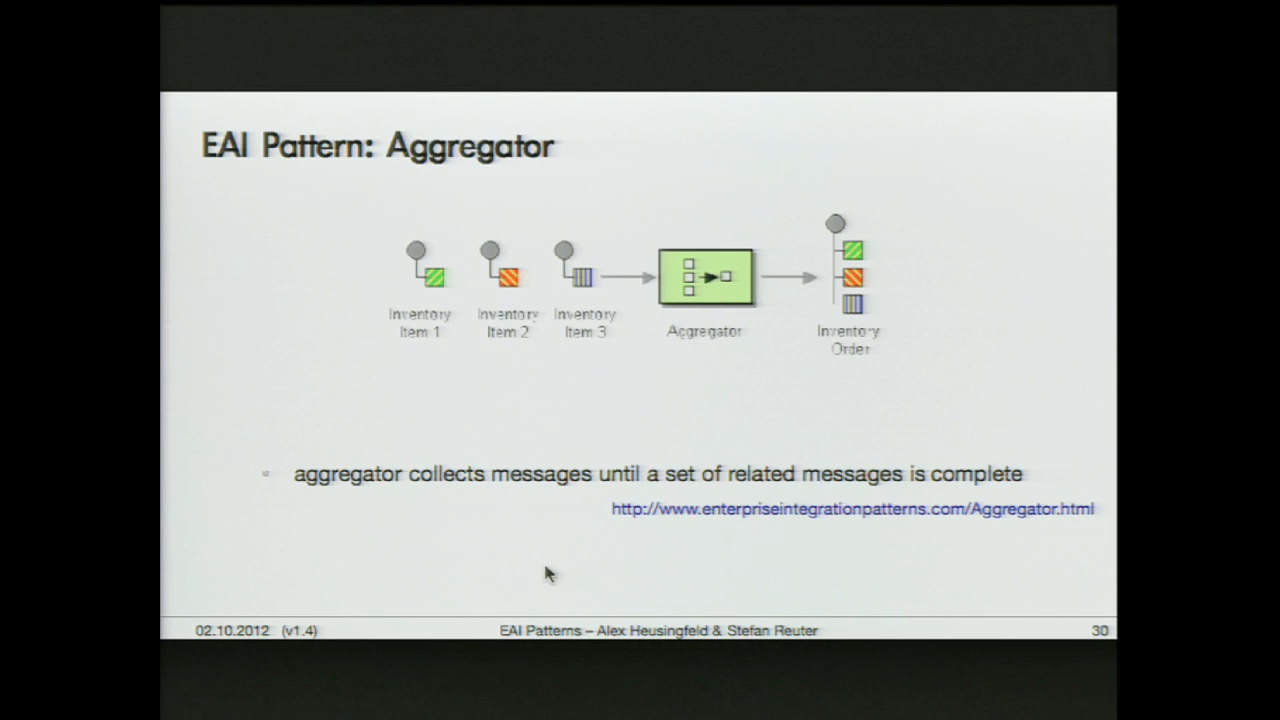 EAI Pattern: Aggregator
Inventory
Item 1
Inventory
Item 2
Inventory
Item 3
Aggregator
Inventory
Order
aggregator collects messages until a set of related messages is complete
http://www.enterpriseintegrationpatterns.com/Aggregator.html
02.10.2012 (v1.4)
EAI Patterns – Alex Heusingfeld & Stefan Reuter
30